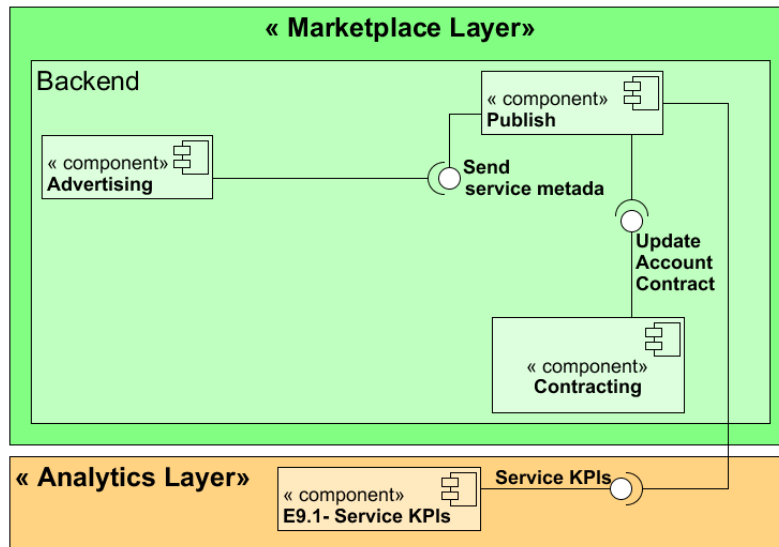 « Marketplace Layer»
Backend
« component»
Publish
« component»
Advertising
Send
service metada
Update
Account
Contract
« component»
Contracting
« Analytics Layer»
Service KPIs
« component»
E9.1- Service KPIs